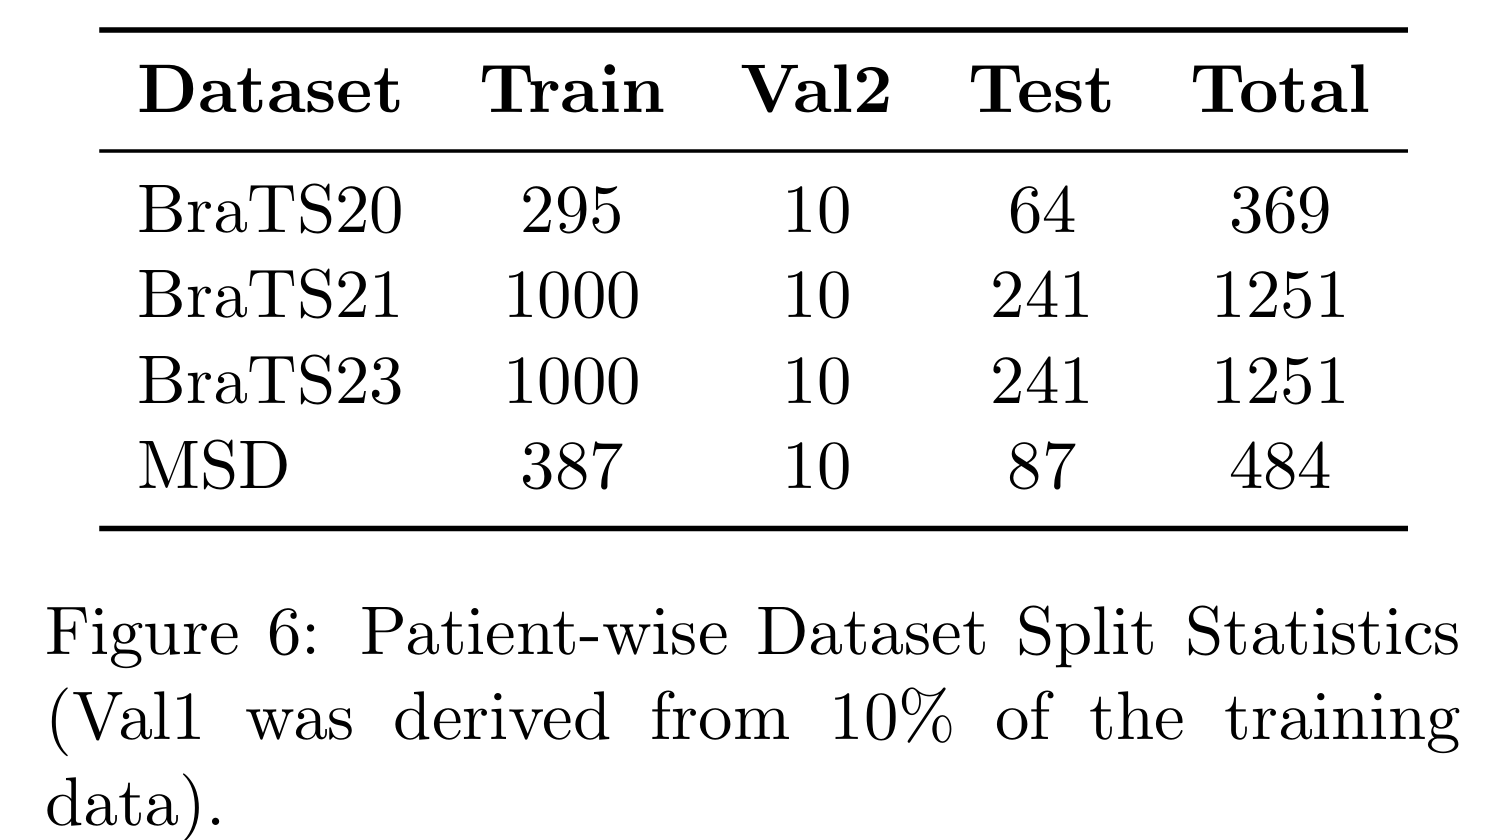 Dataset Train Val2 Test Total
BraTS20 295 10 64 369
BraTS21 1000 10 241 1251
BraTS23 1000 10 241 1251
MSD 387 10 87 484
Figure 6: Patient-wise Dataset Split Statistics
(Val1 was derived from 10% of the training
data).